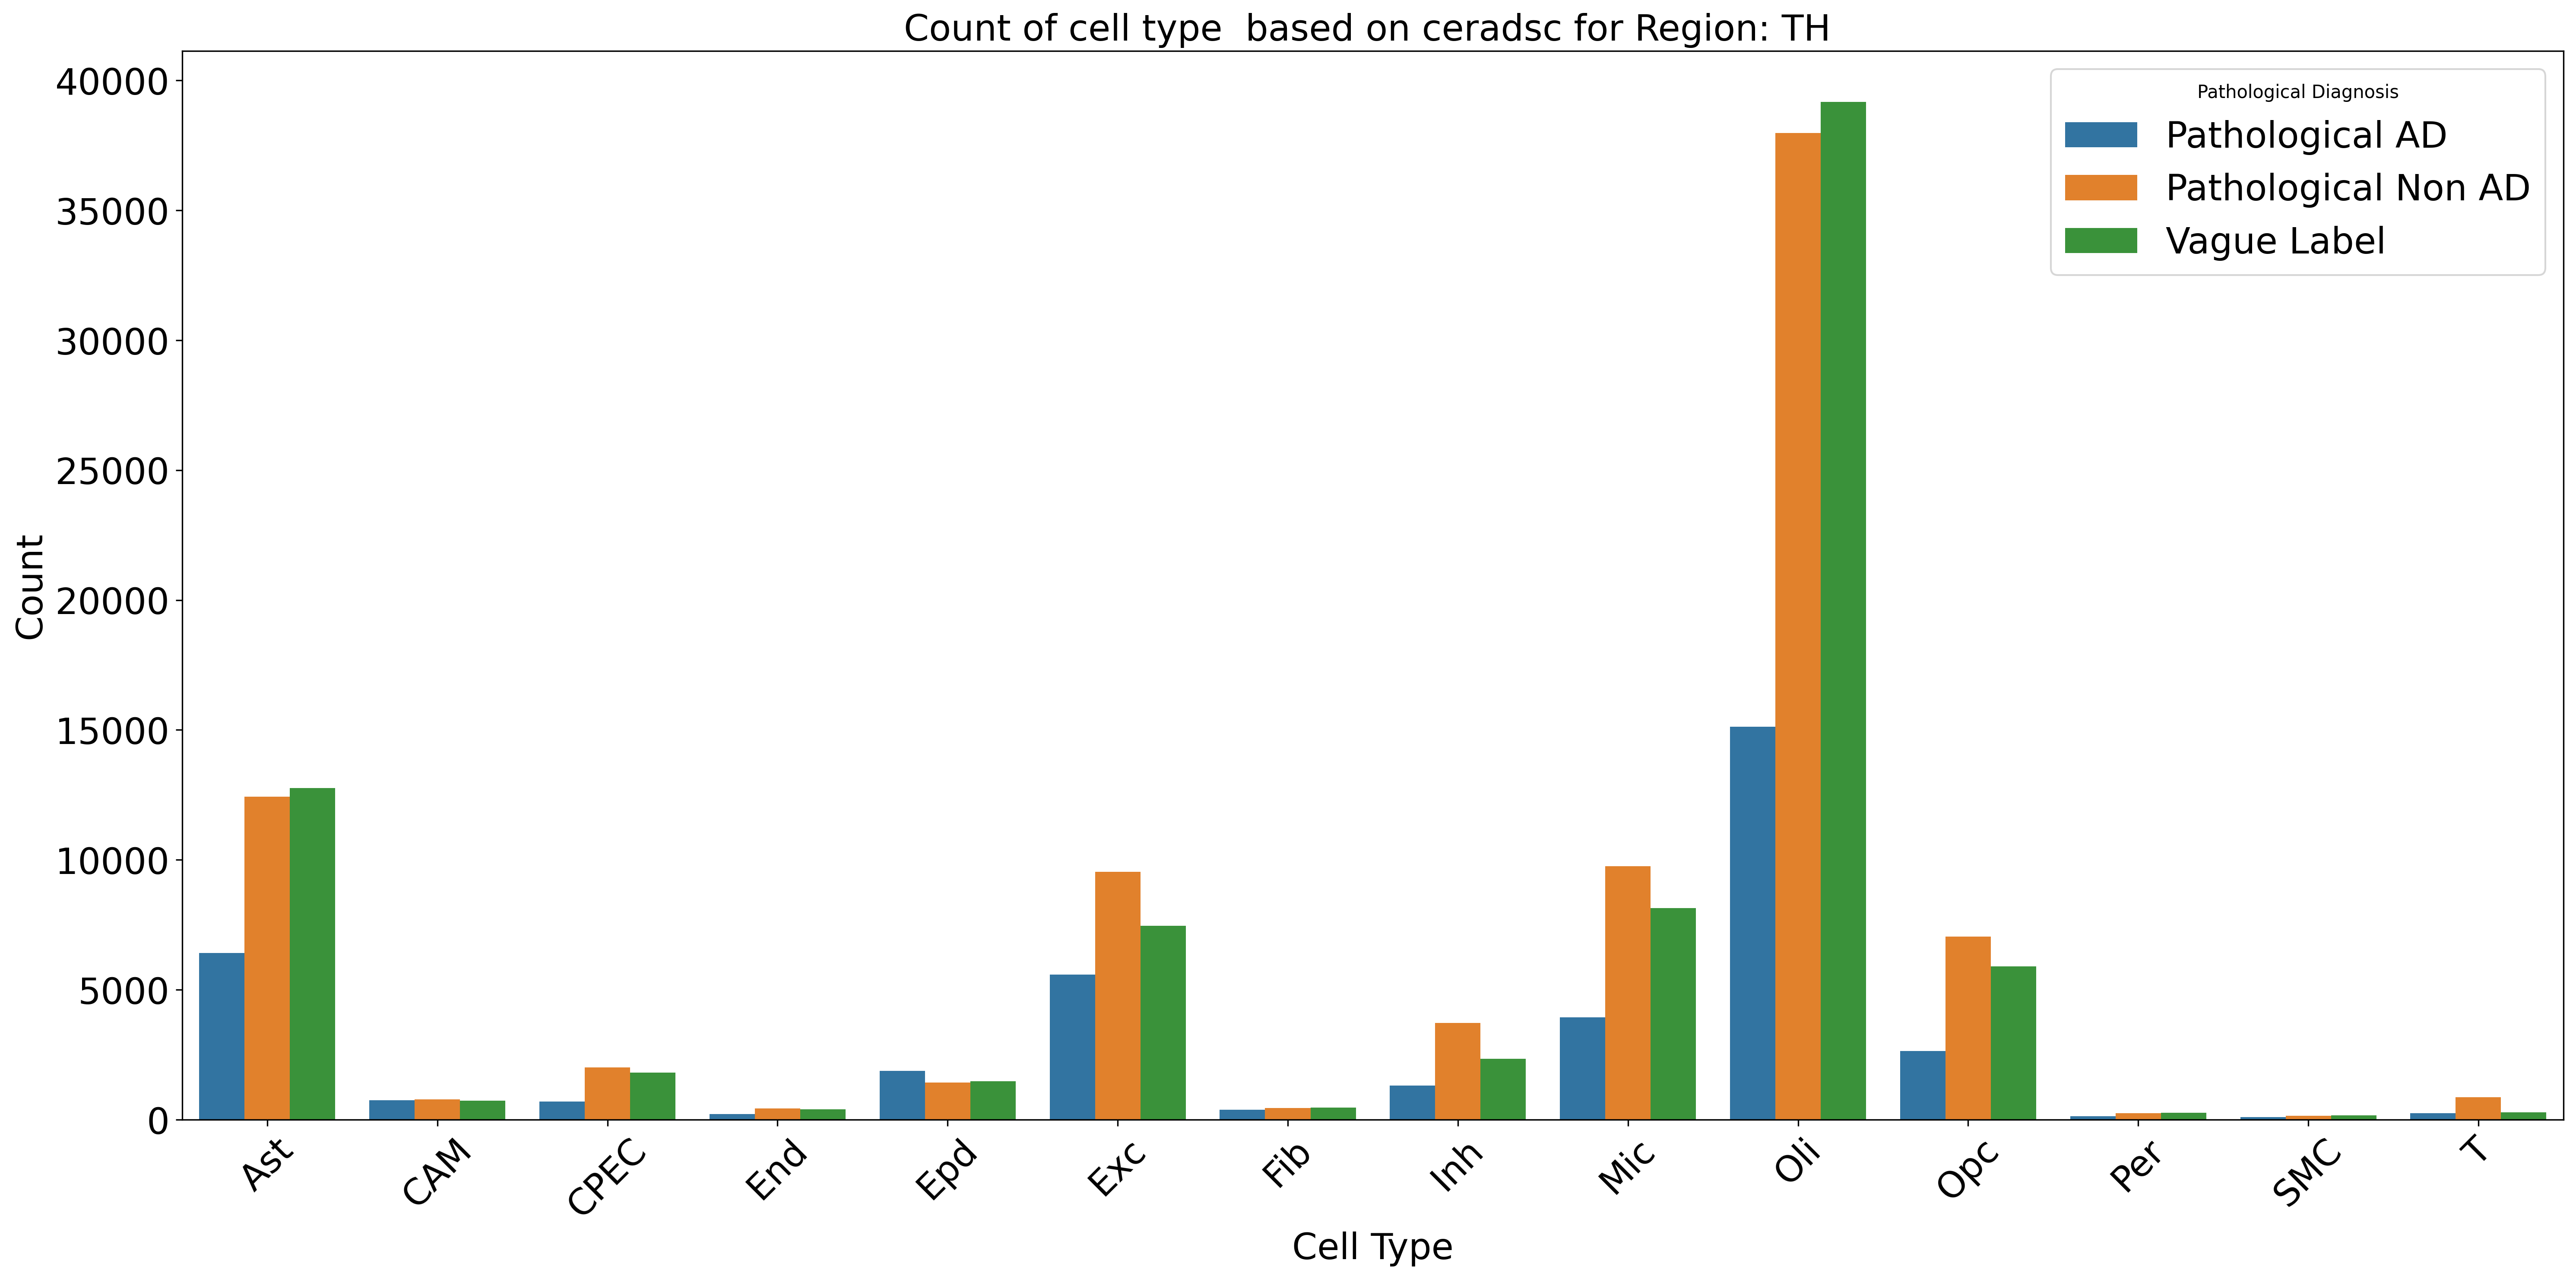 Count of cell type  based on ceradsc for Region: TH
Pathological Diagnosis
Pathological AD
Pathological Non AD
Vague Label
Count
40000
35000
30000
25000
20000
15000
10000
5000
0
Ast
CAM
CPEC
End
Epd
Exc
Fib
Inh
Mic
Oli
Opc
Per
SMC
T
Cell Type